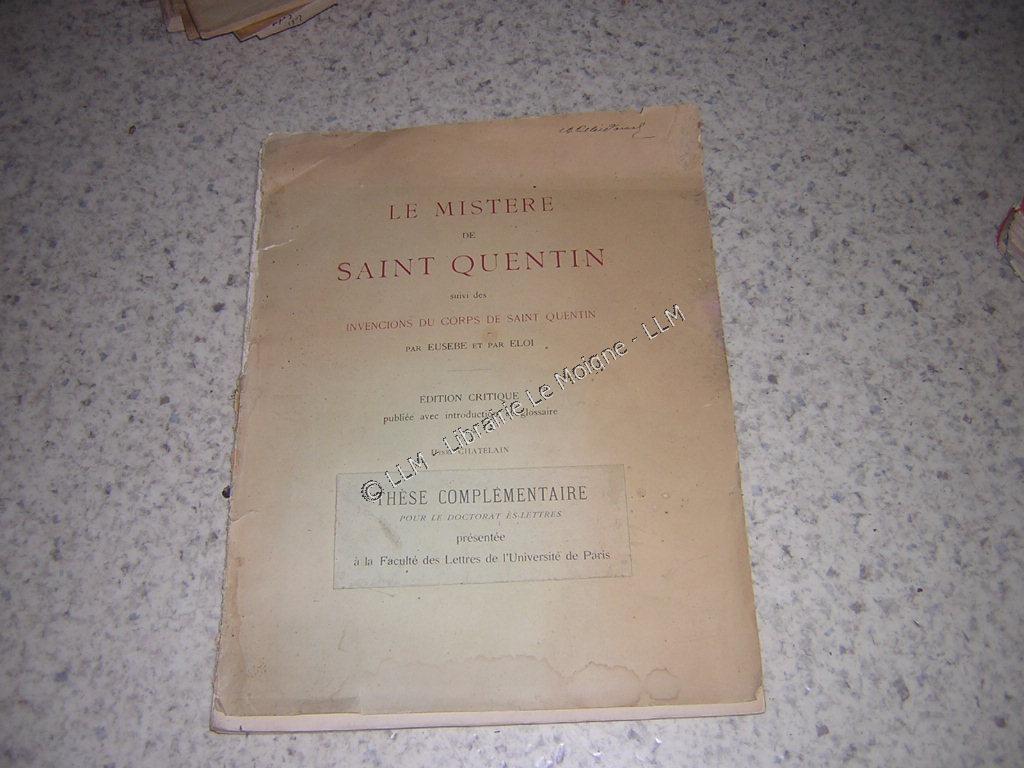 LE MISTERE
DE
SAINT QUENTIN
suivi des
INVENCIONS DU CORPS DE SAINT QUENTIN
PAR EUSEBE ET PAR ELOI
EDITION CRITIQUE
publiée avec introduction glossaire
CHATELAIN
THÈSE COMPLÉMENTAIRE
POUR LE DOCTORAT ÈS-LETTRES
présentée
à la Faculté des Lettres de l'Université de Paris
© LLM - Librairie Le Moigne - LLM